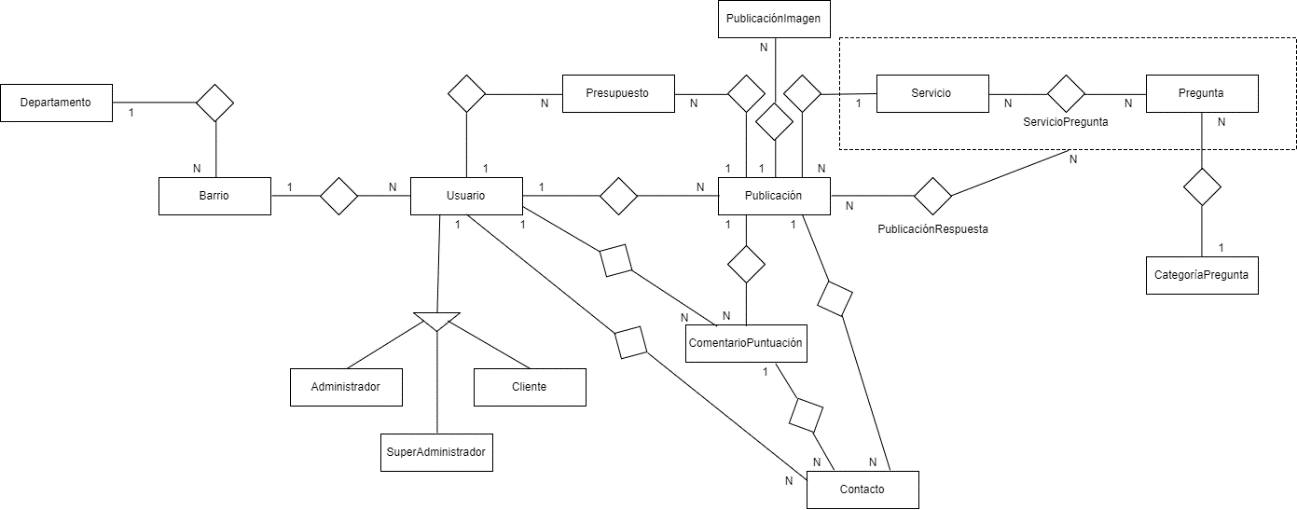 PublicaciónImagen
N
Departamento
1
Presupuesto
N
N
Servicio
1
N
ServicioPregunta
N
Pregunta
N
N
Barrio
1
N
1
Usuario
1
N
1
1
N
Publicación
N
PublicaciónRespuesta
N
1
CategoríaPregunta
1
1
1
1
N
N
ComentarioPuntuación
1
Administrador
Cliente
SuperAdministrador
N
N
N
Contacto